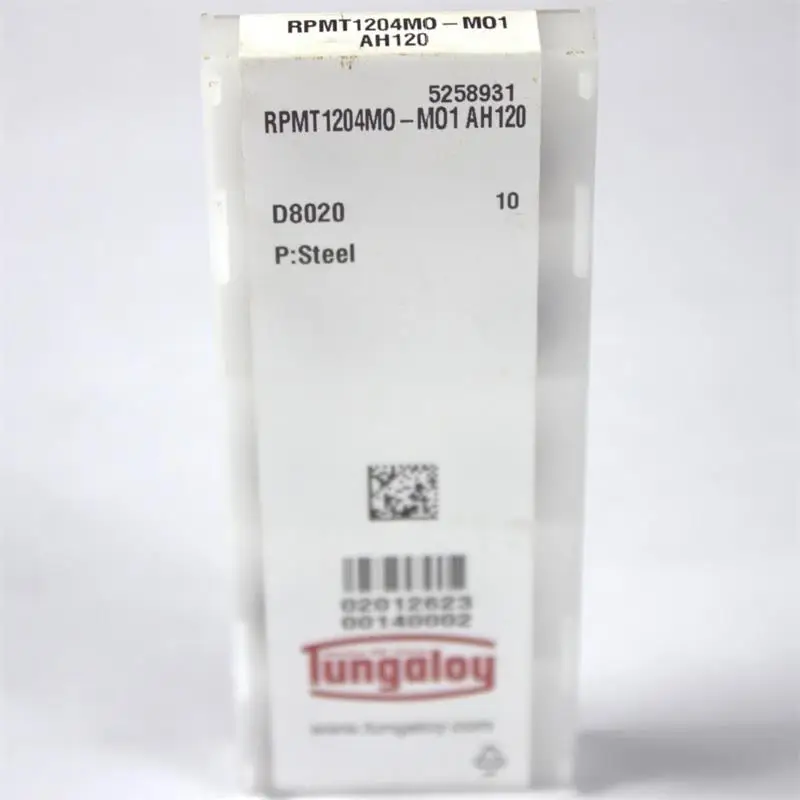 RPMT1204MO – MO1
AH120
5258931
RPMT1204MO – MO1 AH120
D8020 10
P:Steel
02012623
00140002
Tungaloy
www.tungaloy.com